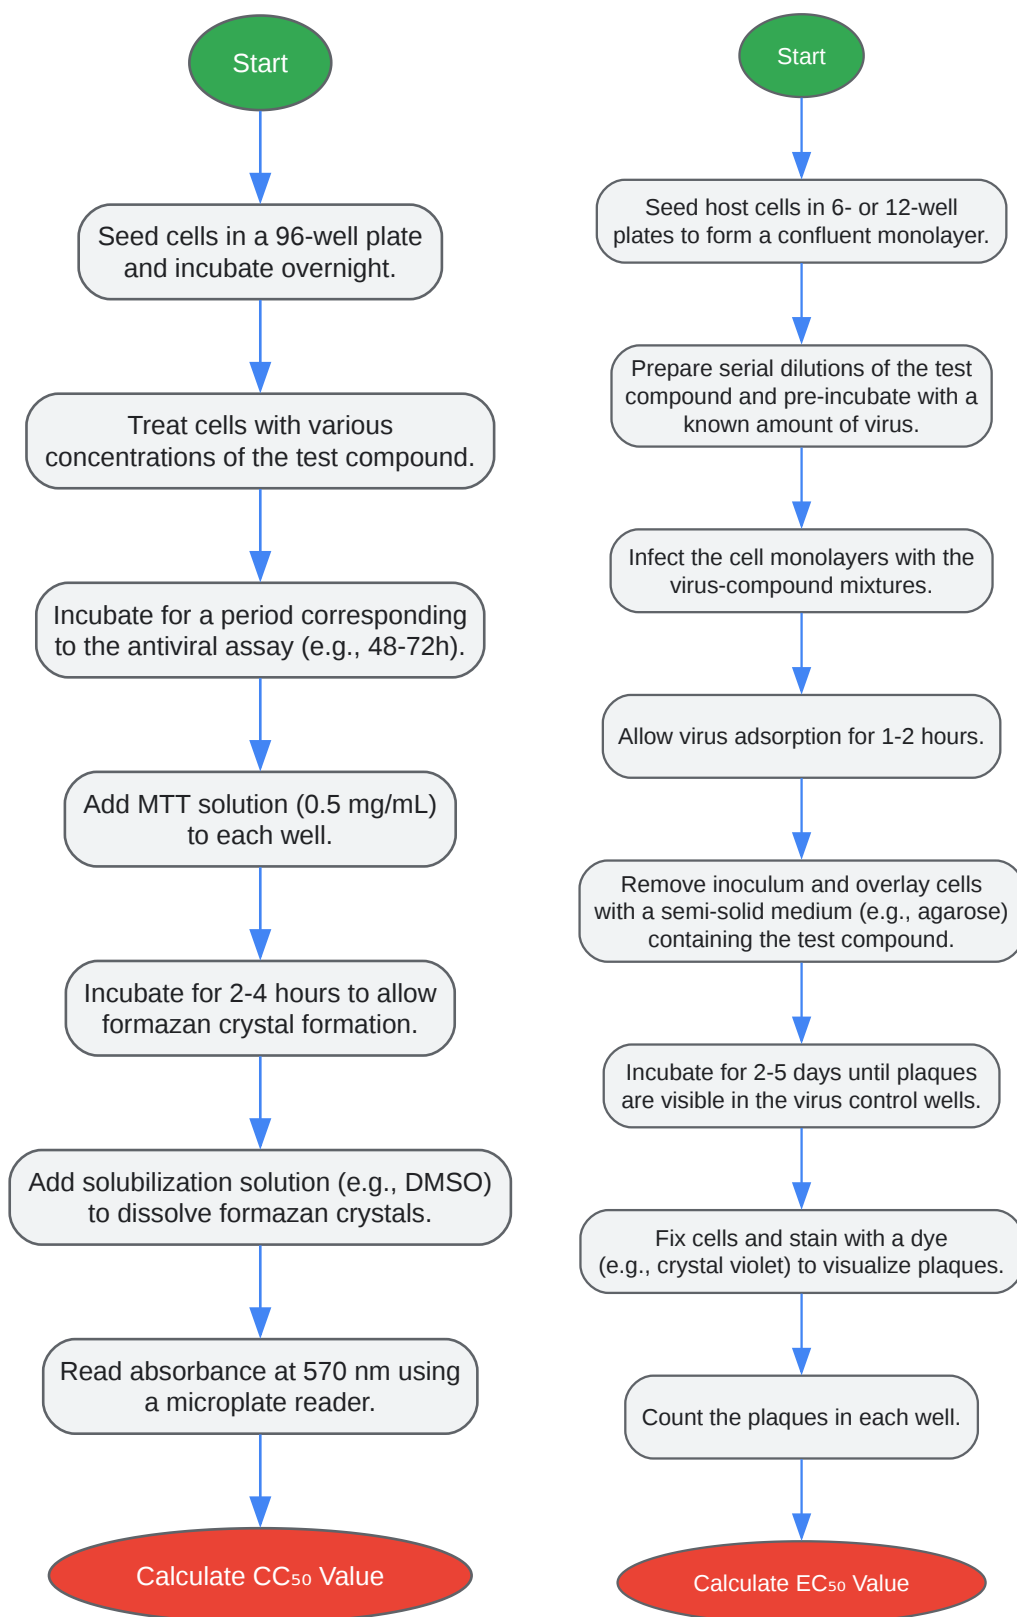 Start
Seed cells in a 96-well plate
and incubate overnight.
Treat cells with various
concentrations of the test compound.
Incubate for a period corresponding
to the antiviral assay (e.g., 48-72h).
Add MTT solution (0.5 mg/mL)
to each well.
Incubate for 2-4 hours to allow
formazan crystal formation.
Add solubilization solution (e.g., DMSO)
to dissolve formazan crystals.
Read absorbance at 570 nm using
a microplate reader.
Calculate CC₅₀ Value
Start
Seed host cells in 6- or 12-well
plates to form a confluent monolayer.
Prepare serial dilutions of the test
compound and pre-incubate with a
known amount of virus.
Infect the cell monolayers with the
virus-compound mixtures.
Allow virus adsorption for 1-2 hours.
Remove inoculum and overlay cells
with a semi-solid medium (e.g., agarose)
containing the test compound.
Incubate for 2-5 days until plaques
are visible in the virus control wells.
Fix cells and stain with a dye
(e.g., crystal violet) to visualize plaques.
Count the plaques in each well.
Calculate EC₅₀ Value